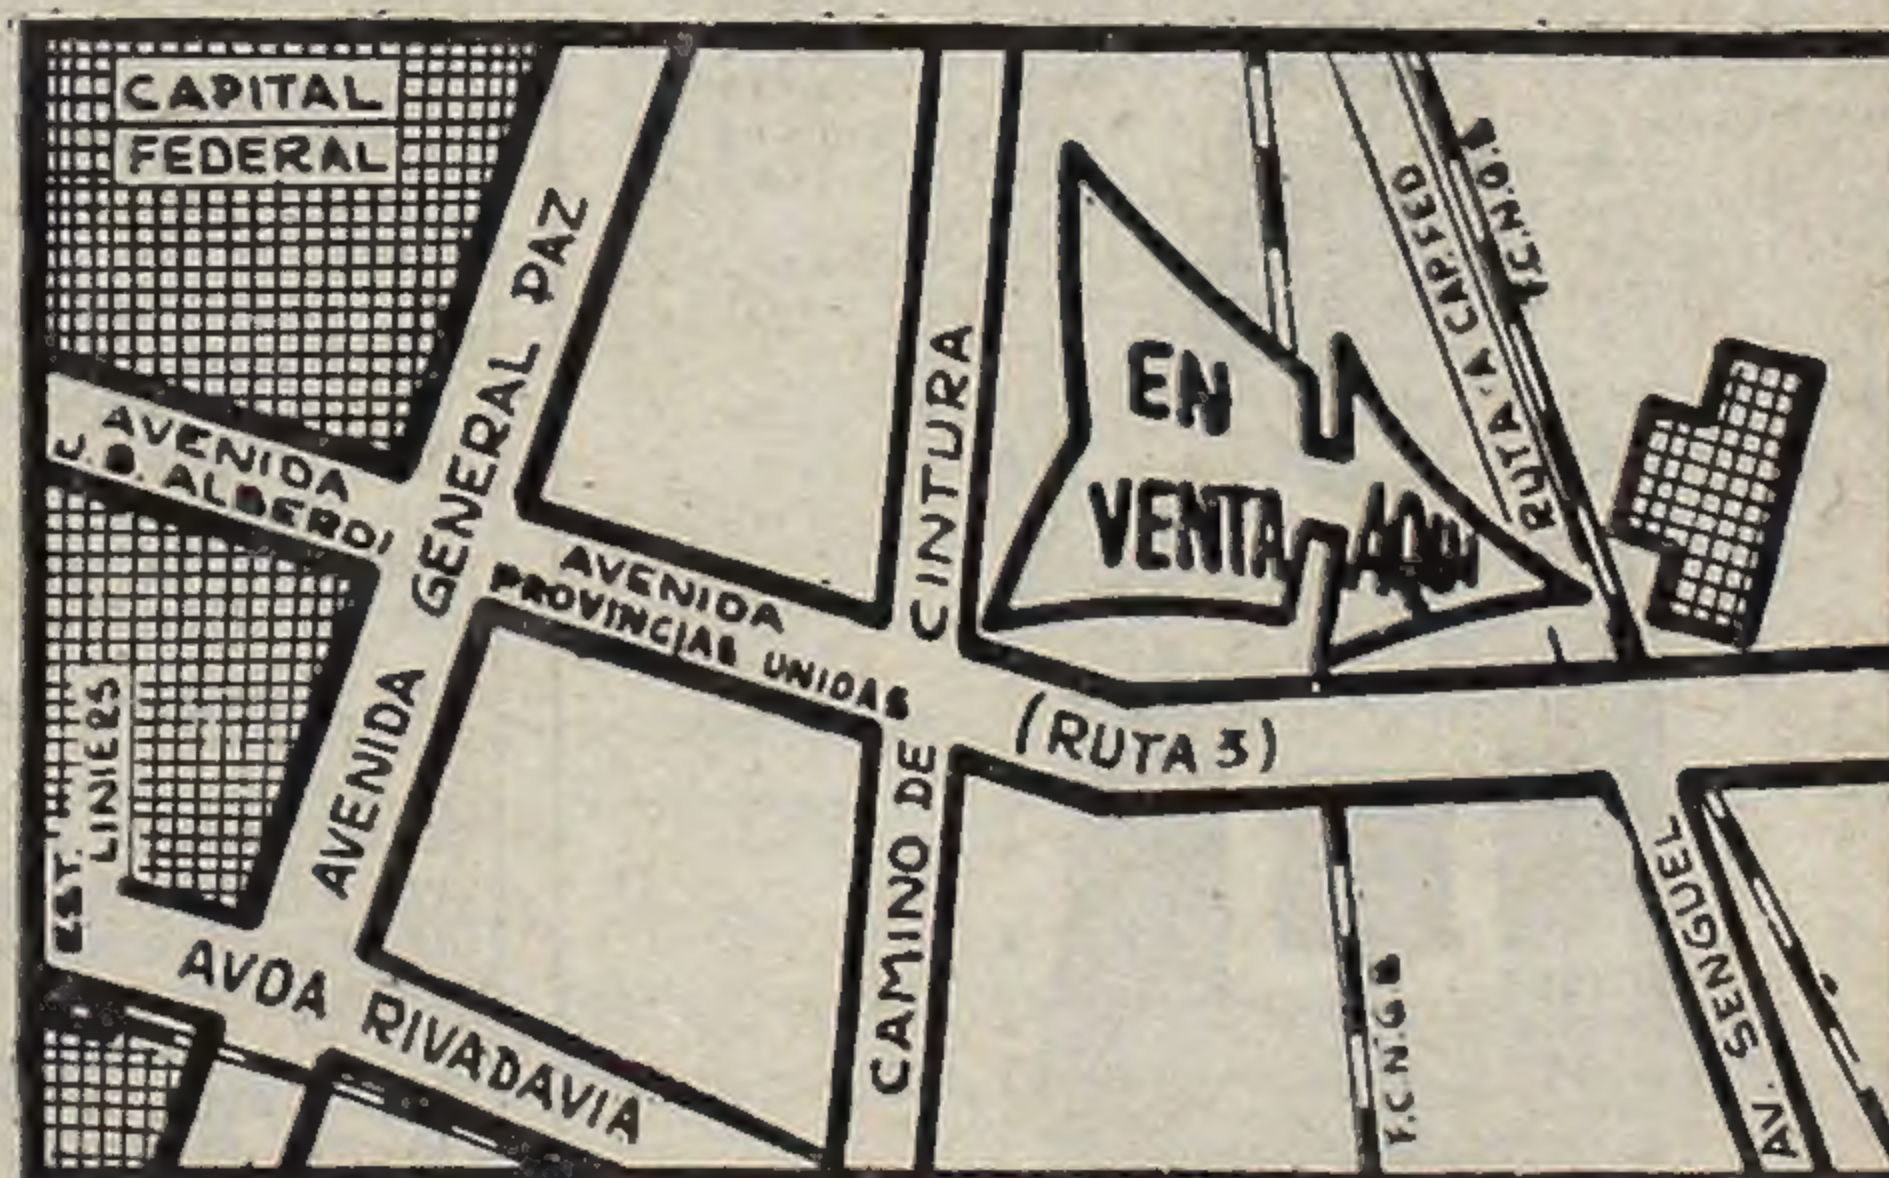 CAPITAL
FEDERAL
AVENIDA
J. B. ALBERDI
AVENIDA GENERAL PAZ
EST.
LINIERS
AVENIDA
PROVINCIAS UNIDAS
(RUTA 3)
CAMINO DE CINTURA
EN
VENTA AQUI
RUTA A CAP. FED
F.C.N.G.B
AVDA RIVADAVIA
F.C.N.G.B
AV. SENGUEL